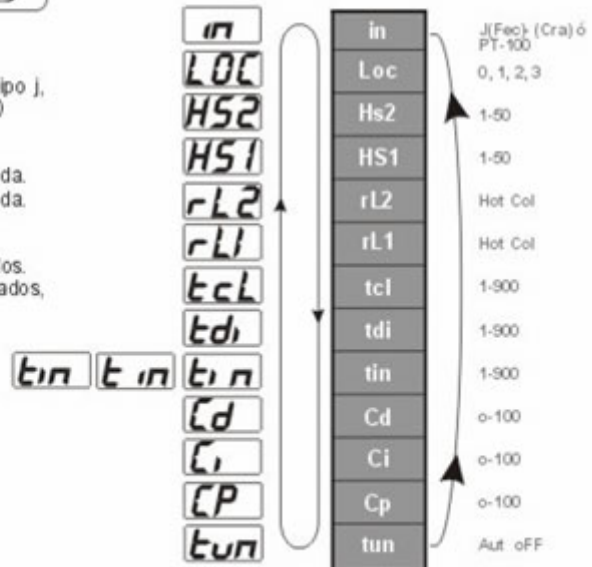 in in J(Fec) (Cra) ó
PT-100
LOC Loc 0, 1, 2, 3
ipo j,
)
HS2 Hs2 1-50
HS1 HS1 1-50
da.
da.
rL2 rL2 Hot Col
rL1 rL1 Hot Col
los.
ados,
tcL tcl 1-900
tdi tdi 1-900
tin t in ti n tin 1-900
Cd Cd o-100
Ci Ci o-100
CP Cp o-100
tun tun Aut oFF